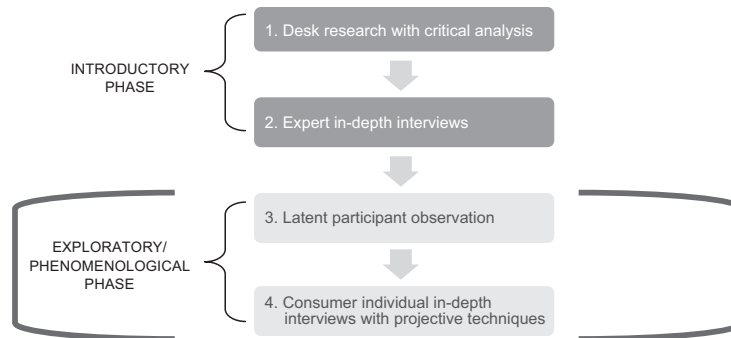 1. Desk research with critical analysis
INTRODUCTORY
PHASE
2. Expert in-depth interviews
3. Latent participant observation
EXPLORATORY/
PHENOMENOLOGICAL
PHASE
4. Consumer individual in-depth
interviews with projective techniques